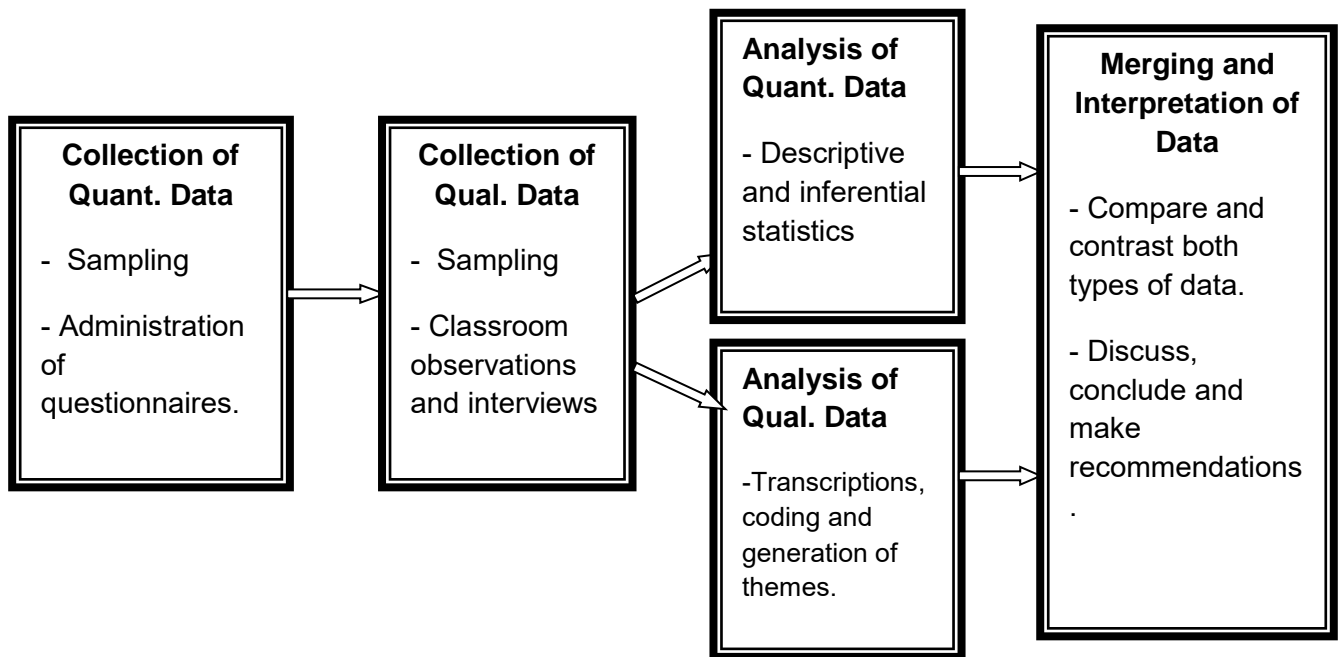 Collection of
Quant. Data
- Sampling
- Administration
of
questionnaires.
Collection of
Qual. Data
- Sampling
- Classroom
observations
and interviews
Analysis of
Quant. Data
- Descriptive
and inferential
statistics
Analysis of
Qual. Data
-Transcriptions,
coding and
generation of
themes.
Merging and
Interpretation of
Data
- Compare and
contrast both
types of data.
- Discuss,
conclude and
make
recommendations
.